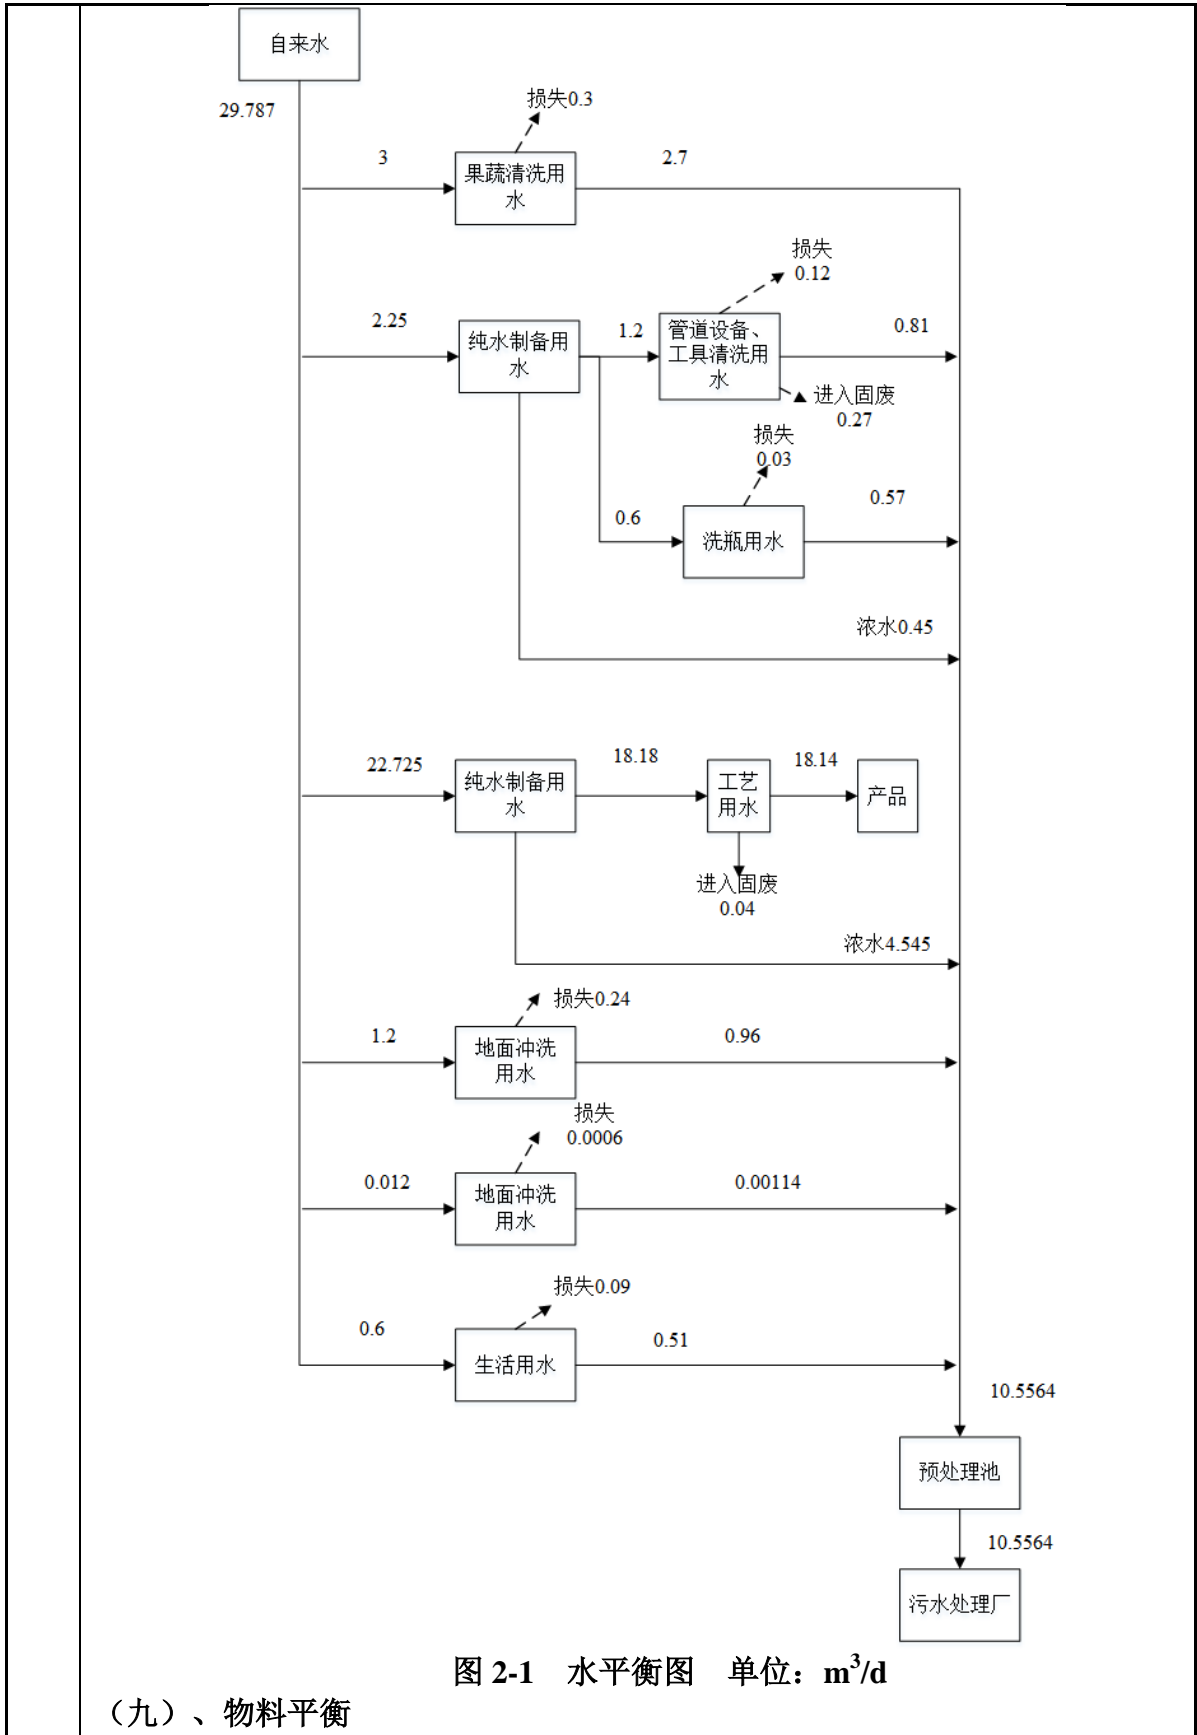 自来水
29.787
损失0.3
3
果蔬清洗用
水
2.7
损失
0.12
2.25
纯水制备用
水
1.2
管道设备、
工具清洗用
水
0.81
进入固废
0.27
损失
0.03
0.6
洗瓶用水
0.57
浓水0.45
22.725
纯水制备用
水
18.18
工艺
用水
18.14
产品
进入固废
0.04
浓水4.545
损失0.24
1.2
地面冲洗
用水
0.96
损失
0.0006
0.012
地面冲洗
用水
0.00114
损失0.09
0.6
生活用水
0.51
10.5564
预处理池
10.5564
污水处理厂
图 2-1 水平衡图 单位：m³/d
（九）、物料平衡